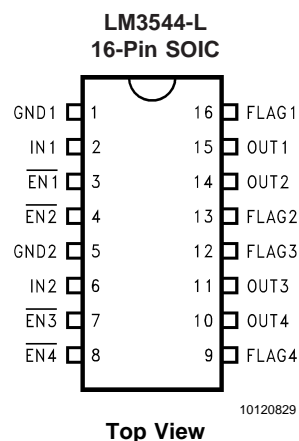 LM3544-L
16-Pin SOIC
GND1 1 16 FLAG1
IN1 2 15 OUT1
EN1 3 14 OUT2
EN2 4 13 FLAG2
GND2 5 12 FLAG3
IN2 6 11 OUT3
EN3 7 10 OUT4
EN4 8 9 FLAG4
10120829
Top View